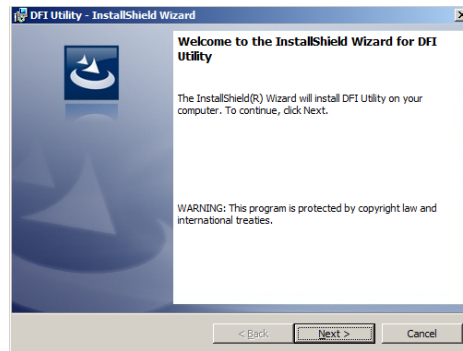 DFI Utility - InstallShield Wizard
Welcome to the InstallShield Wizard for DFI
Utility
The InstallShield(R) Wizard will install DFI Utility on your
computer. To continue, click Next.
WARNING: This program is protected by copyright law and
international treaties.
< Back
Next >
Cancel